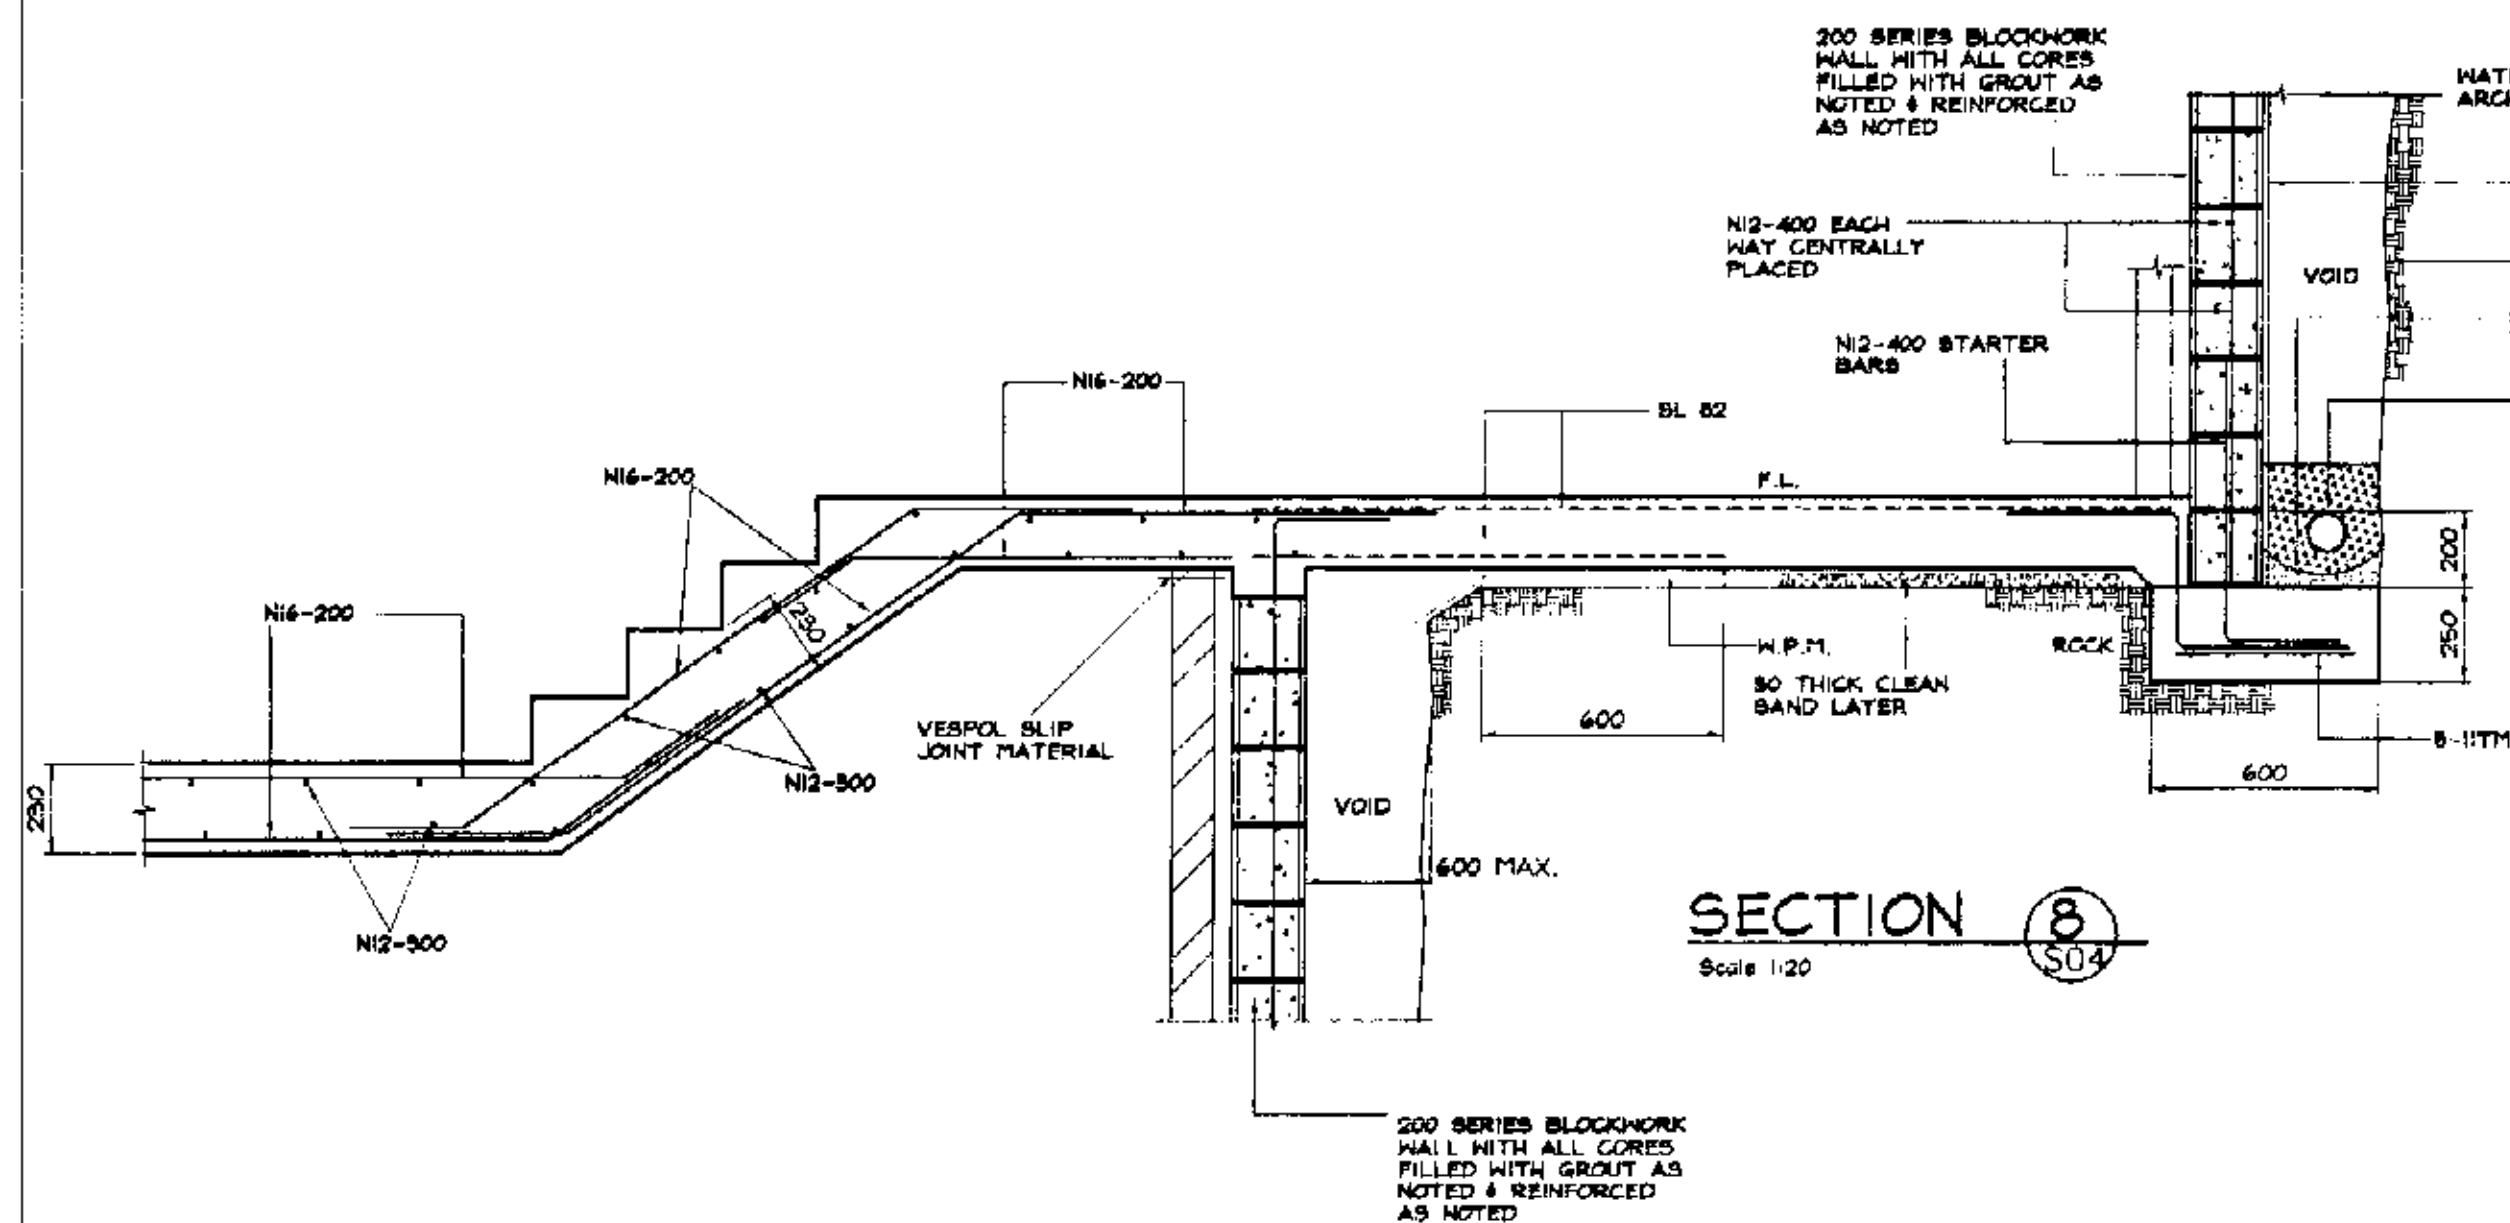 200 SERIES BLOCKWORK
WALL WITH ALL CORES
FILLED WITH GROUT AS
NOTED & REINFORCED
AS NOTED
N12-400 EACH
WAY CENTRALLY
PLACED
VOID
N12-400 STARTER
BARS
N16-200
SL 82
N16-200
F.L.
200
N16-200
230
W.P.M.
ROCK
250
THICK CLEAN
SAND LAYER
600
VESPOL SLIP
JOINT MATERIAL
N12-300
600
230
VOID
600 MAX.
N12-300
SECTION
8
S04
Scale 1:20
200 SERIES BLOCKWORK
WALL WITH ALL CORES
FILLED WITH GROUT AS
NOTED & REINFORCED
AS NOTED